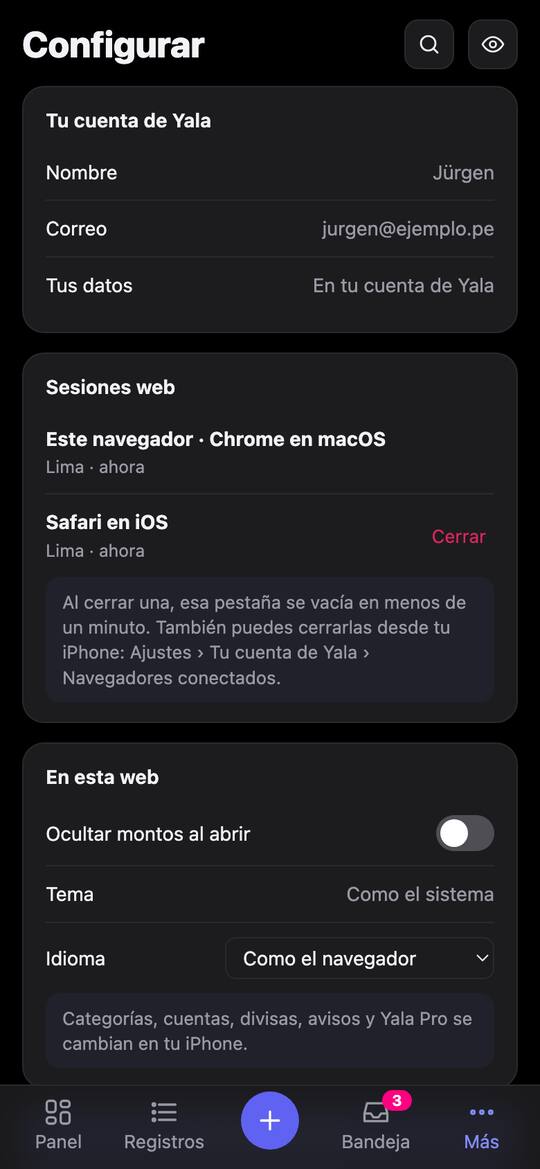 Configurar
Tu cuenta de Yala
Nombre
Jürgen
Correo
jurgen@ejemplo.pe
Tus datos
En tu cuenta de Yala
Sesiones web
Este navegador · Chrome en macOS
Lima · ahora
Safari en iOS
Lima · ahora
Cerrar
Al cerrar una, esa pestaña se vacía en menos de
un minuto. También puedes cerrarlas desde tu
iPhone: Ajustes › Tu cuenta de Yala ›
Navegadores conectados.
En esta web
Ocultar montos al abrir
Tema
Como el sistema
Idioma
Como el navegador
Categorías, cuentas, divisas, avisos y Yala Pro se
cambian en tu iPhone.
Panel
Registros
3
Bandeja
Más